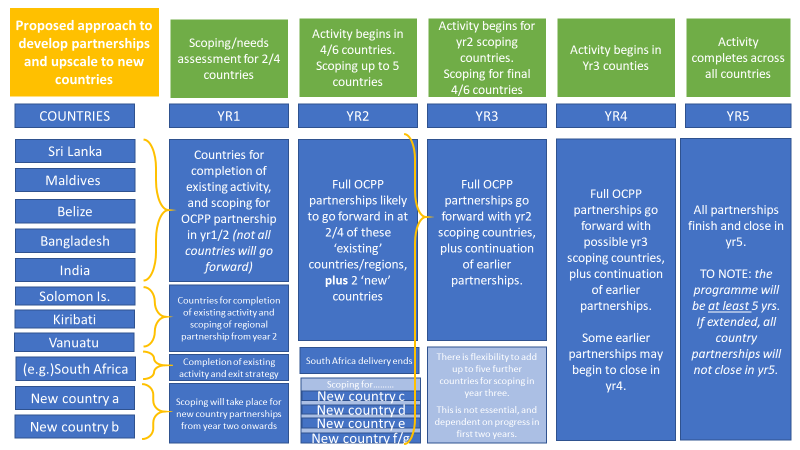 Proposed approach to
develop partnerships
and upscale to new
countries
Scoping/needs
assessment for 2/4
countries
Activity begins in
4/6 countries.
Scoping up to 5
countries
Activity begins for
yr2 scoping
countries.
Scoping for final
4/6 countries
Activity begins in
Yr3 counties
Activity
completes across
all countries
COUNTRIES
YR1
YR2
YR3
YR4
YR5
Sri Lanka
Maldives
Belize
Bangladesh
India
Solomon Is.
Kiribati
Vanuatu
(e.g.)South Africa
New country a
New country b
Countries for
completion of
existing activity,
and scoping for
OCPP partnership
in yr1/2 (not all
countries will go
forward)
Countries for completion
of existing activity and
scoping of regional
partnership from year 2
Completion of existing
activity and exit strategy
Scoping will take place for
new country partnerships
from year two onwards
Full OCPP
partnerships likely
to go forward in at
2/4 of these
'existing'
countries/regions,
plus 2 'new'
countries
South Africa delivery ends
Scoping for.........
New country c
New country d
New country e
New country f/g
Full OCPP
partnerships go
forward with yr2
scoping countries,
plus continuation
of earlier
partnerships.
There is flexibility to add
up to five further
countries for scoping in
year three.
This is not essential, and
dependent on progress in
first two years.
Full OCPP
partnerships go
forward with
possible yr3
scoping countries,
plus continuation
of earlier
partnerships.
Some earlier
partnerships may
begin to close in
yr4.
All partnerships
finish and close in
yr5.
TO NOTE: the
programme will
be at least 5 yrs.
If extended, all
country
partnerships will
not close in yr5.